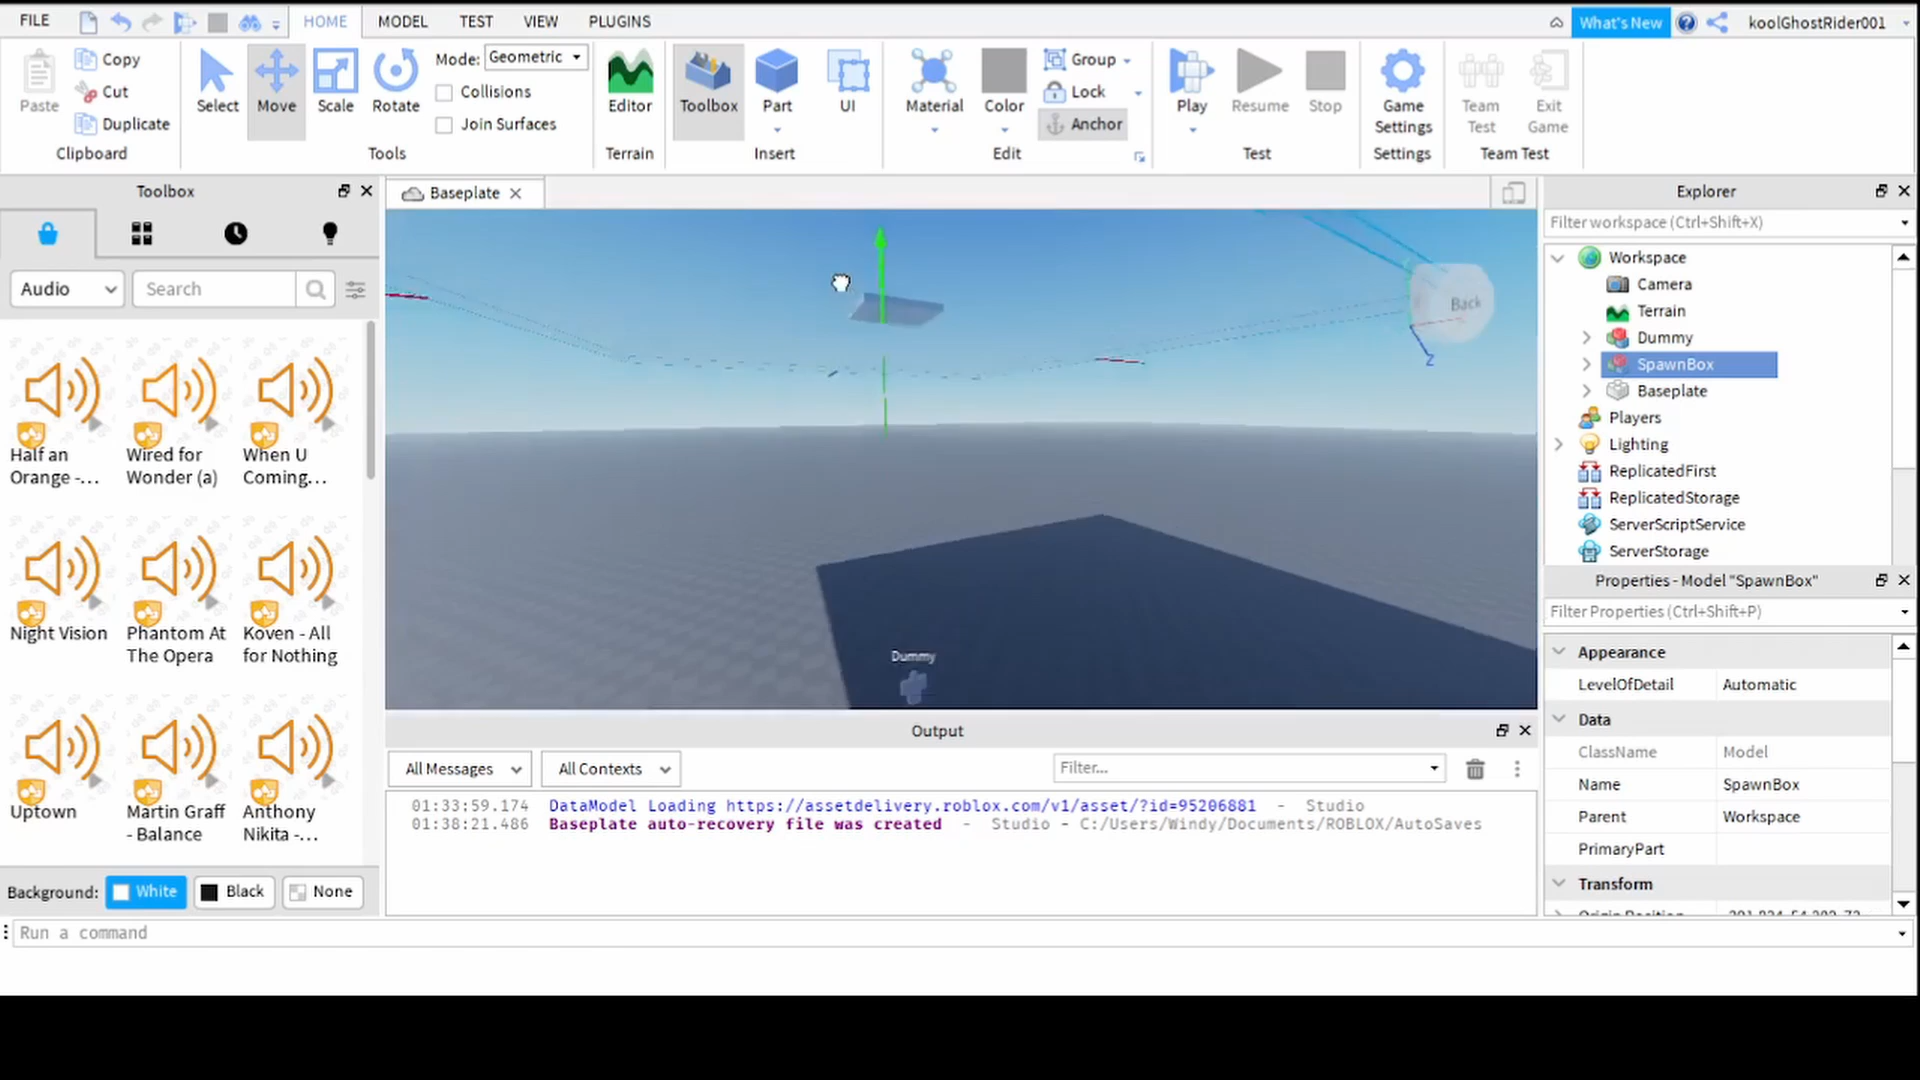 FILE
HOME
MODEL
TEST
VIEW
PLUGINS
What's New
koolGhostRider001
Paste
Copy
Cut
Duplicate
Clipboard
Select
Move
Scale
Rotate
Mode: Geometric
Collisions
Join Surfaces
Tools
Editor
Terrain
Toolbox
Part
UI
Insert
Material
Color
Group
Lock
Anchor
Edit
Play
Resume
Stop
Test
Game
Settings
Settings
Team
Test
Exit
Game
Team Test
Toolbox
Audio
Search
Half an
Orange -...
Wired for
Wonder (a)
When U
Coming...
Night Vision
Phantom At
The Opera
Koven - All
for Nothing
Uptown
Martin Graff
- Balance
Anthony
Nikita -...
Background: White Black None
Run a command
Baseplate
Back
Z
Dummy
Output
All Messages
All Contexts
Filter...
01:33:59.174 DataModel Loading https://assetdelivery.roblox.com/v1/asset/?id=95206881 - Studio
01:38:21.486 Baseplate auto-recovery file was created - Studio - C:/Users/Windy/Documents/ROBLOX/AutoSaves
Explorer
Filter workspace (Ctrl+Shift+X)
Workspace
Camera
Terrain
Dummy
SpawnBox
Baseplate
Players
Lighting
ReplicatedFirst
ReplicatedStorage
ServerScriptService
ServerStorage
Properties - Model "SpawnBox"
Filter Properties (Ctrl+Shift+P)
Appearance
LevelOfDetail Automatic
Data
ClassName Model
Name SpawnBox
Parent Workspace
PrimaryPart
Transform